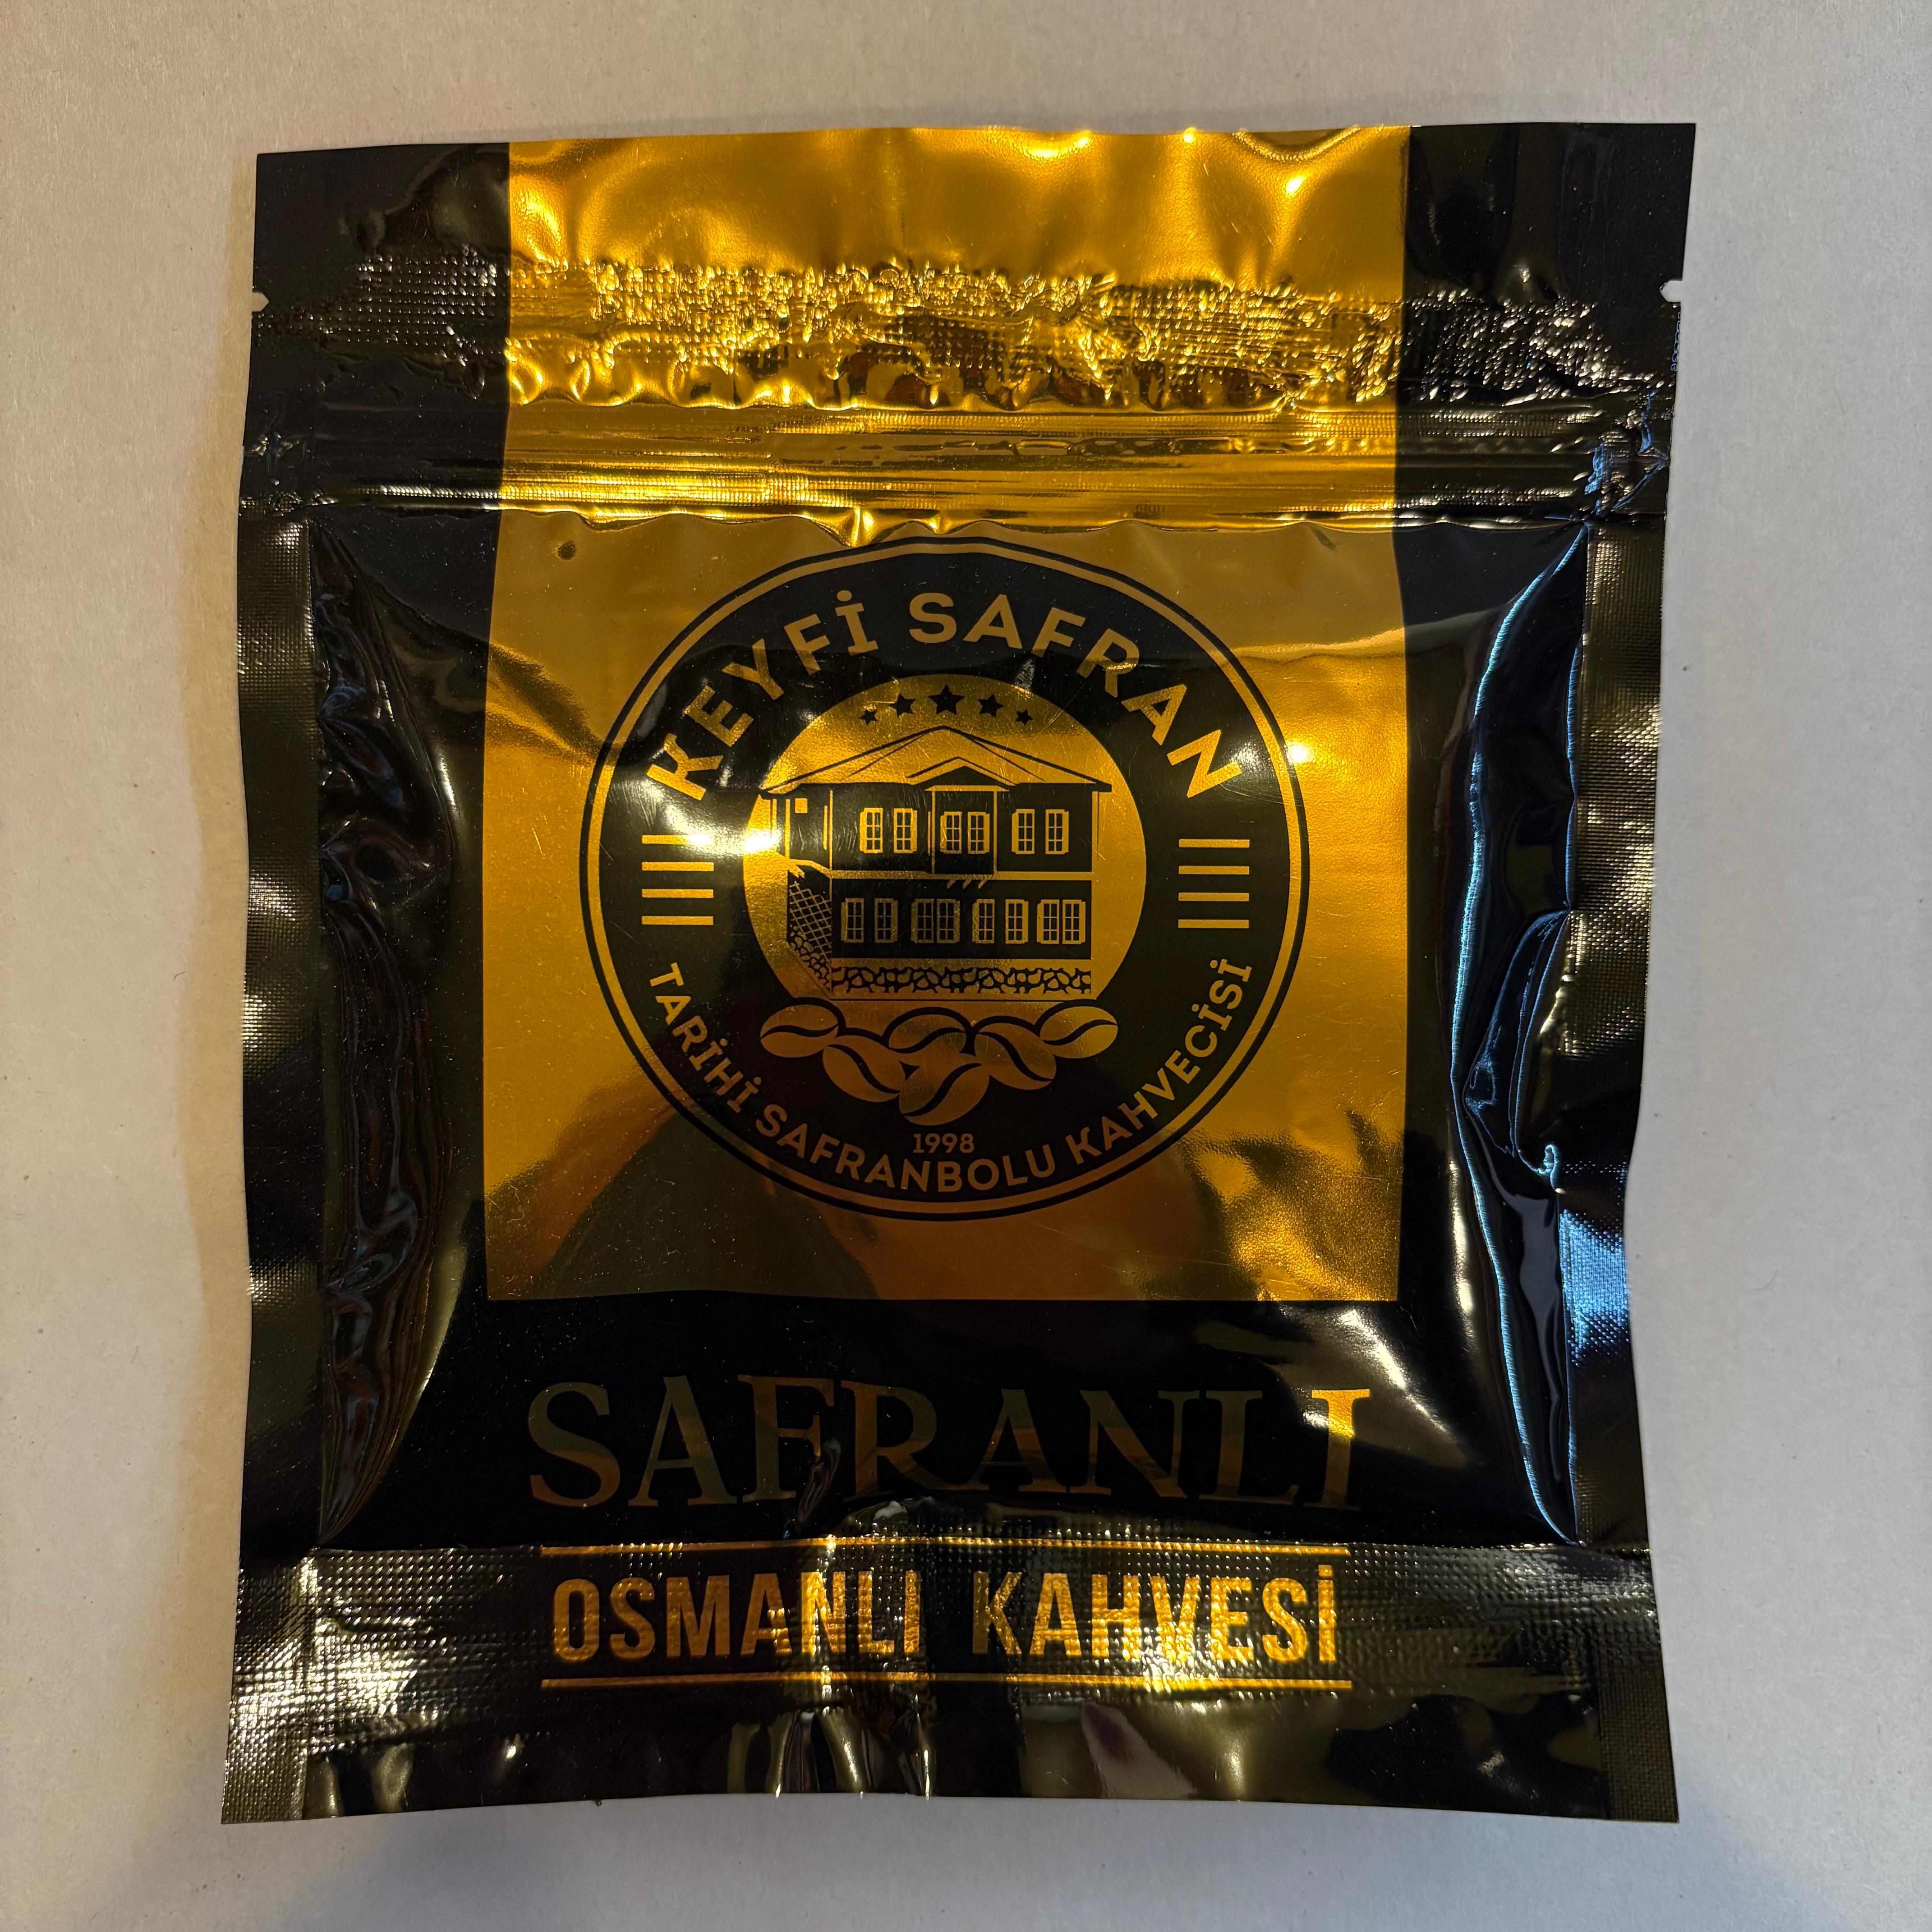 KEYFİ SAFRAN
1998
TARİHİ SAFRANBOLU KAHVECİSİ
SAFRANLI
OSMANLI KAHVESİ